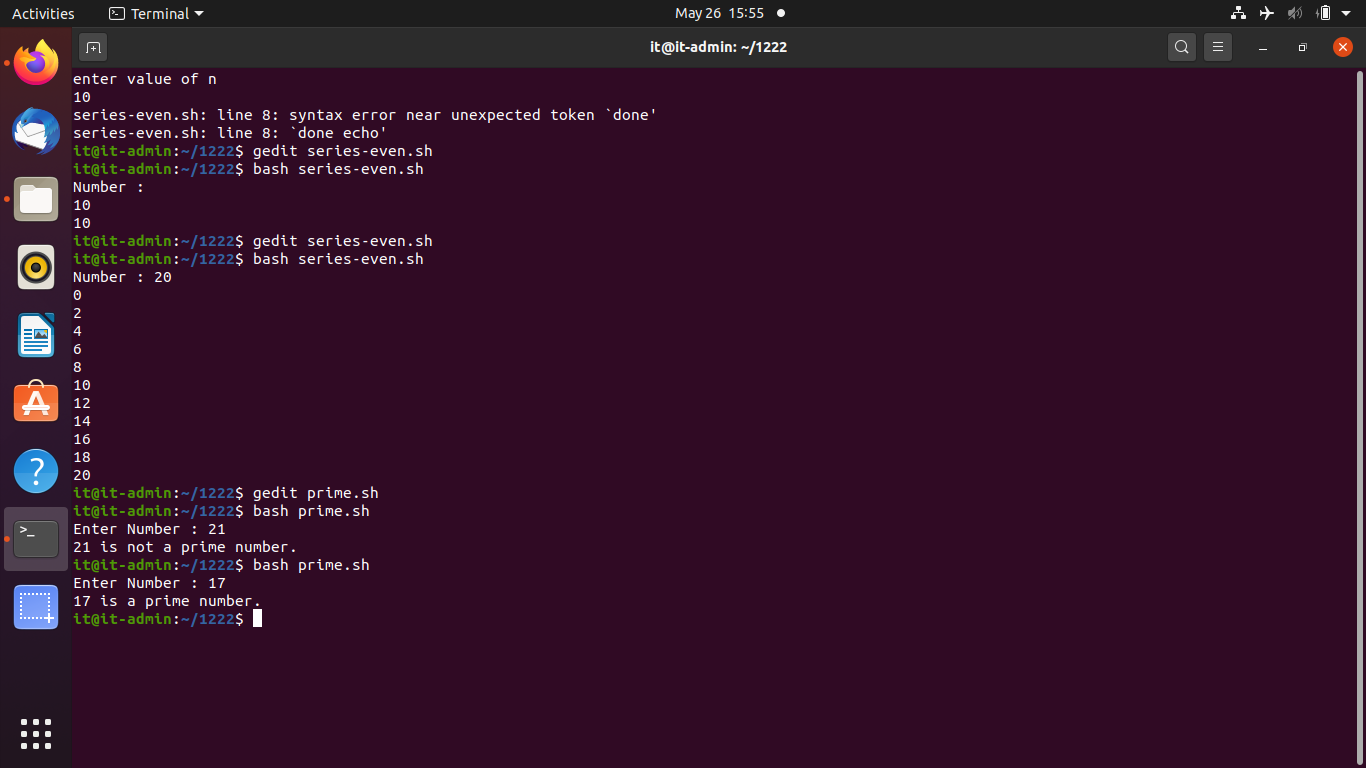 Activities Terminal May 26 15:55
it@it-admin: ~/1222
enter value of n
10
series-even.sh: line 8: syntax error near unexpected token `done'
series-even.sh: line 8: `done echo'
it@it-admin:~/1222$ gedit series-even.sh
it@it-admin:~/1222$ bash series-even.sh
Number :
10
10
it@it-admin:~/1222$ gedit series-even.sh
it@it-admin:~/1222$ bash series-even.sh
Number : 20
0
2
4
6
8
10
12
14
16
18
20
it@it-admin:~/1222$ gedit prime.sh
it@it-admin:~/1222$ bash prime.sh
Enter Number : 21
21 is not a prime number.
it@it-admin:~/1222$ bash prime.sh
Enter Number : 17
17 is a prime number.
it@it-admin:~/1222$